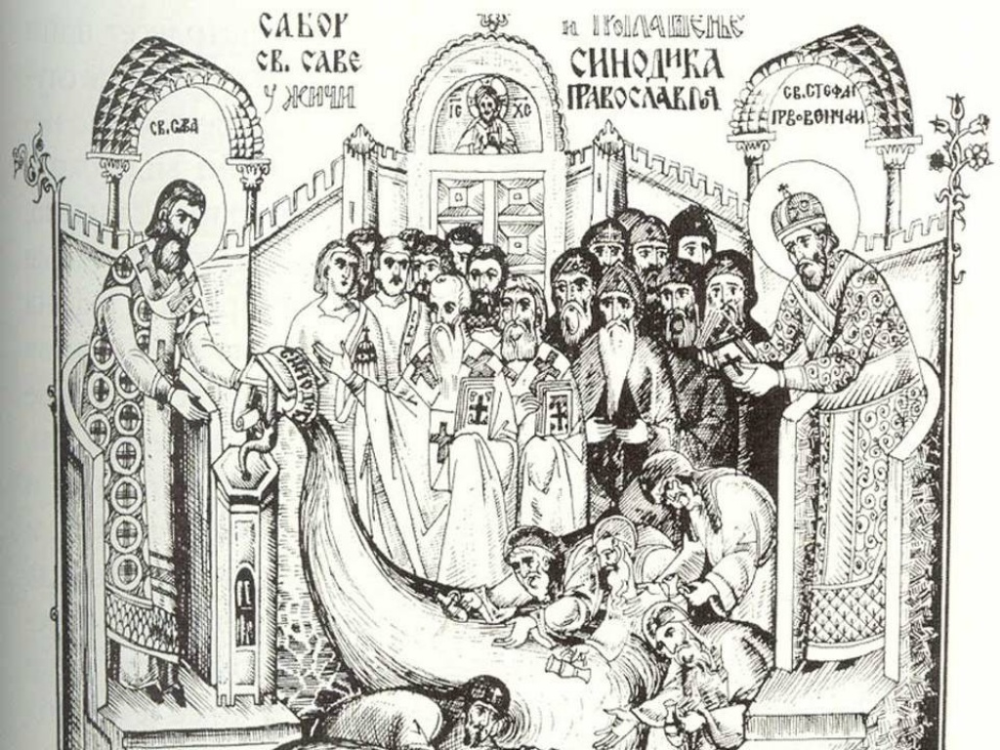 САБОР
СВ. САВЕ
У ЖИЧИ
и ПРОГЛАШЕЊЕ
СИНОДИКА
ПРАВОСЛАВЉА
СВ. САВА
ІС ХС
СВ. СТЕФАН
ПРВОВЕНЧАНИ